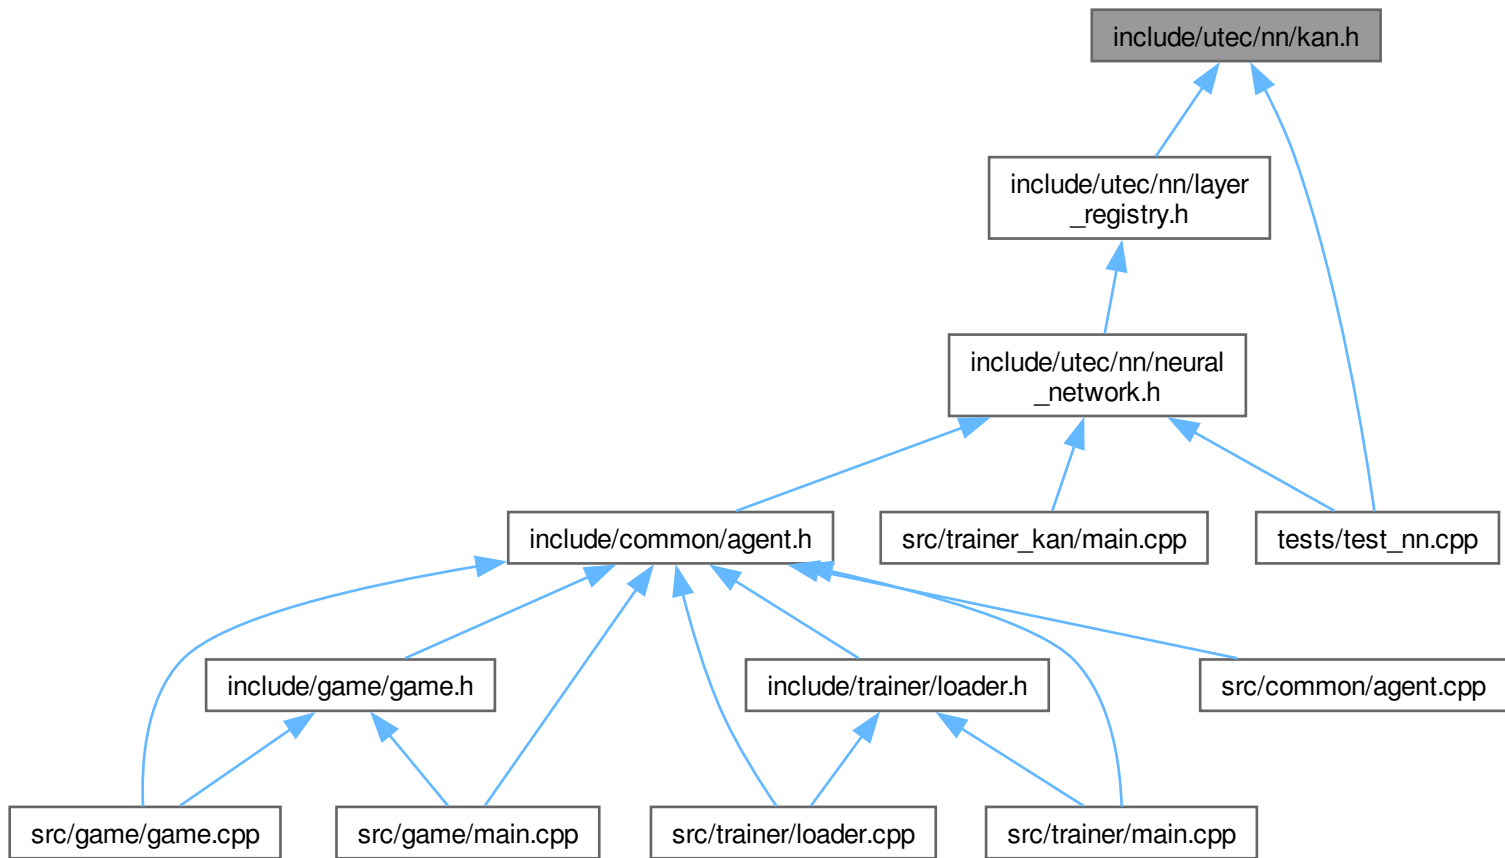 include/utec/nn/kan.h
include/utec/nn/layer
_registry.h
include/utec/nn/neural
_network.h
include/common/agent.h
src/trainer_kan/main.cpp
tests/test_nn.cpp
include/game/game.h
include/trainer/loader.h
src/common/agent.cpp
src/game/game.cpp
src/game/main.cpp
src/trainer/loader.cpp
src/trainer/main.cpp